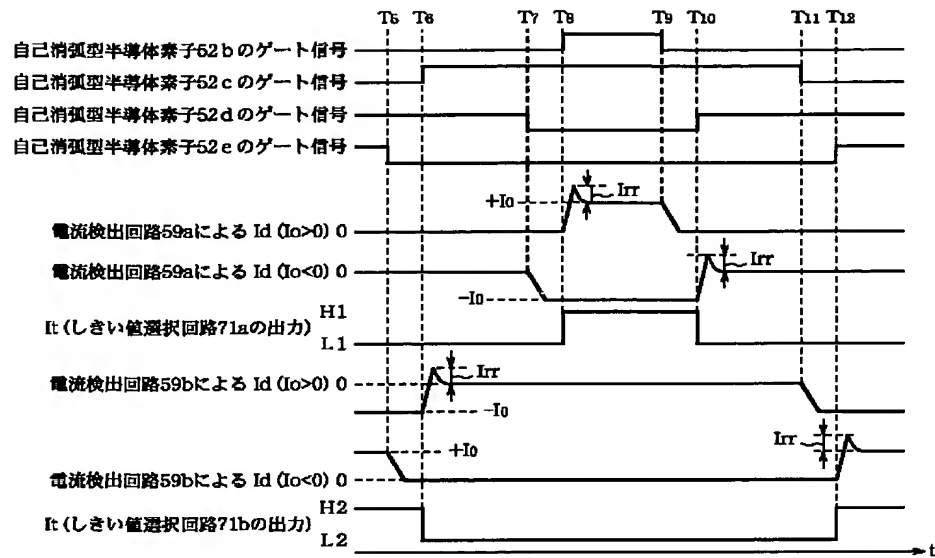 T5 T6 T7 T8 T9 T10 T11 T12
自己消弧型半導体素子52bのゲート信号
自己消弧型半導体素子52cのゲート信号
自己消弧型半導体素子52dのゲート信号
自己消弧型半導体素子52eのゲート信号
+Io
Irr
電流検出回路59aによる Id (Io>0) 0
電流検出回路59aによる Id (Io<0) 0
Irr
-Io
H1
It (しきい値選択回路71aの出力)
L1
Irr
電流検出回路59bによる Id (Io>0) 0
-Io
Irr
+Io
電流検出回路59bによる Id (Io<0) 0
H2
It (しきい値選択回路71bの出力)
L2
t